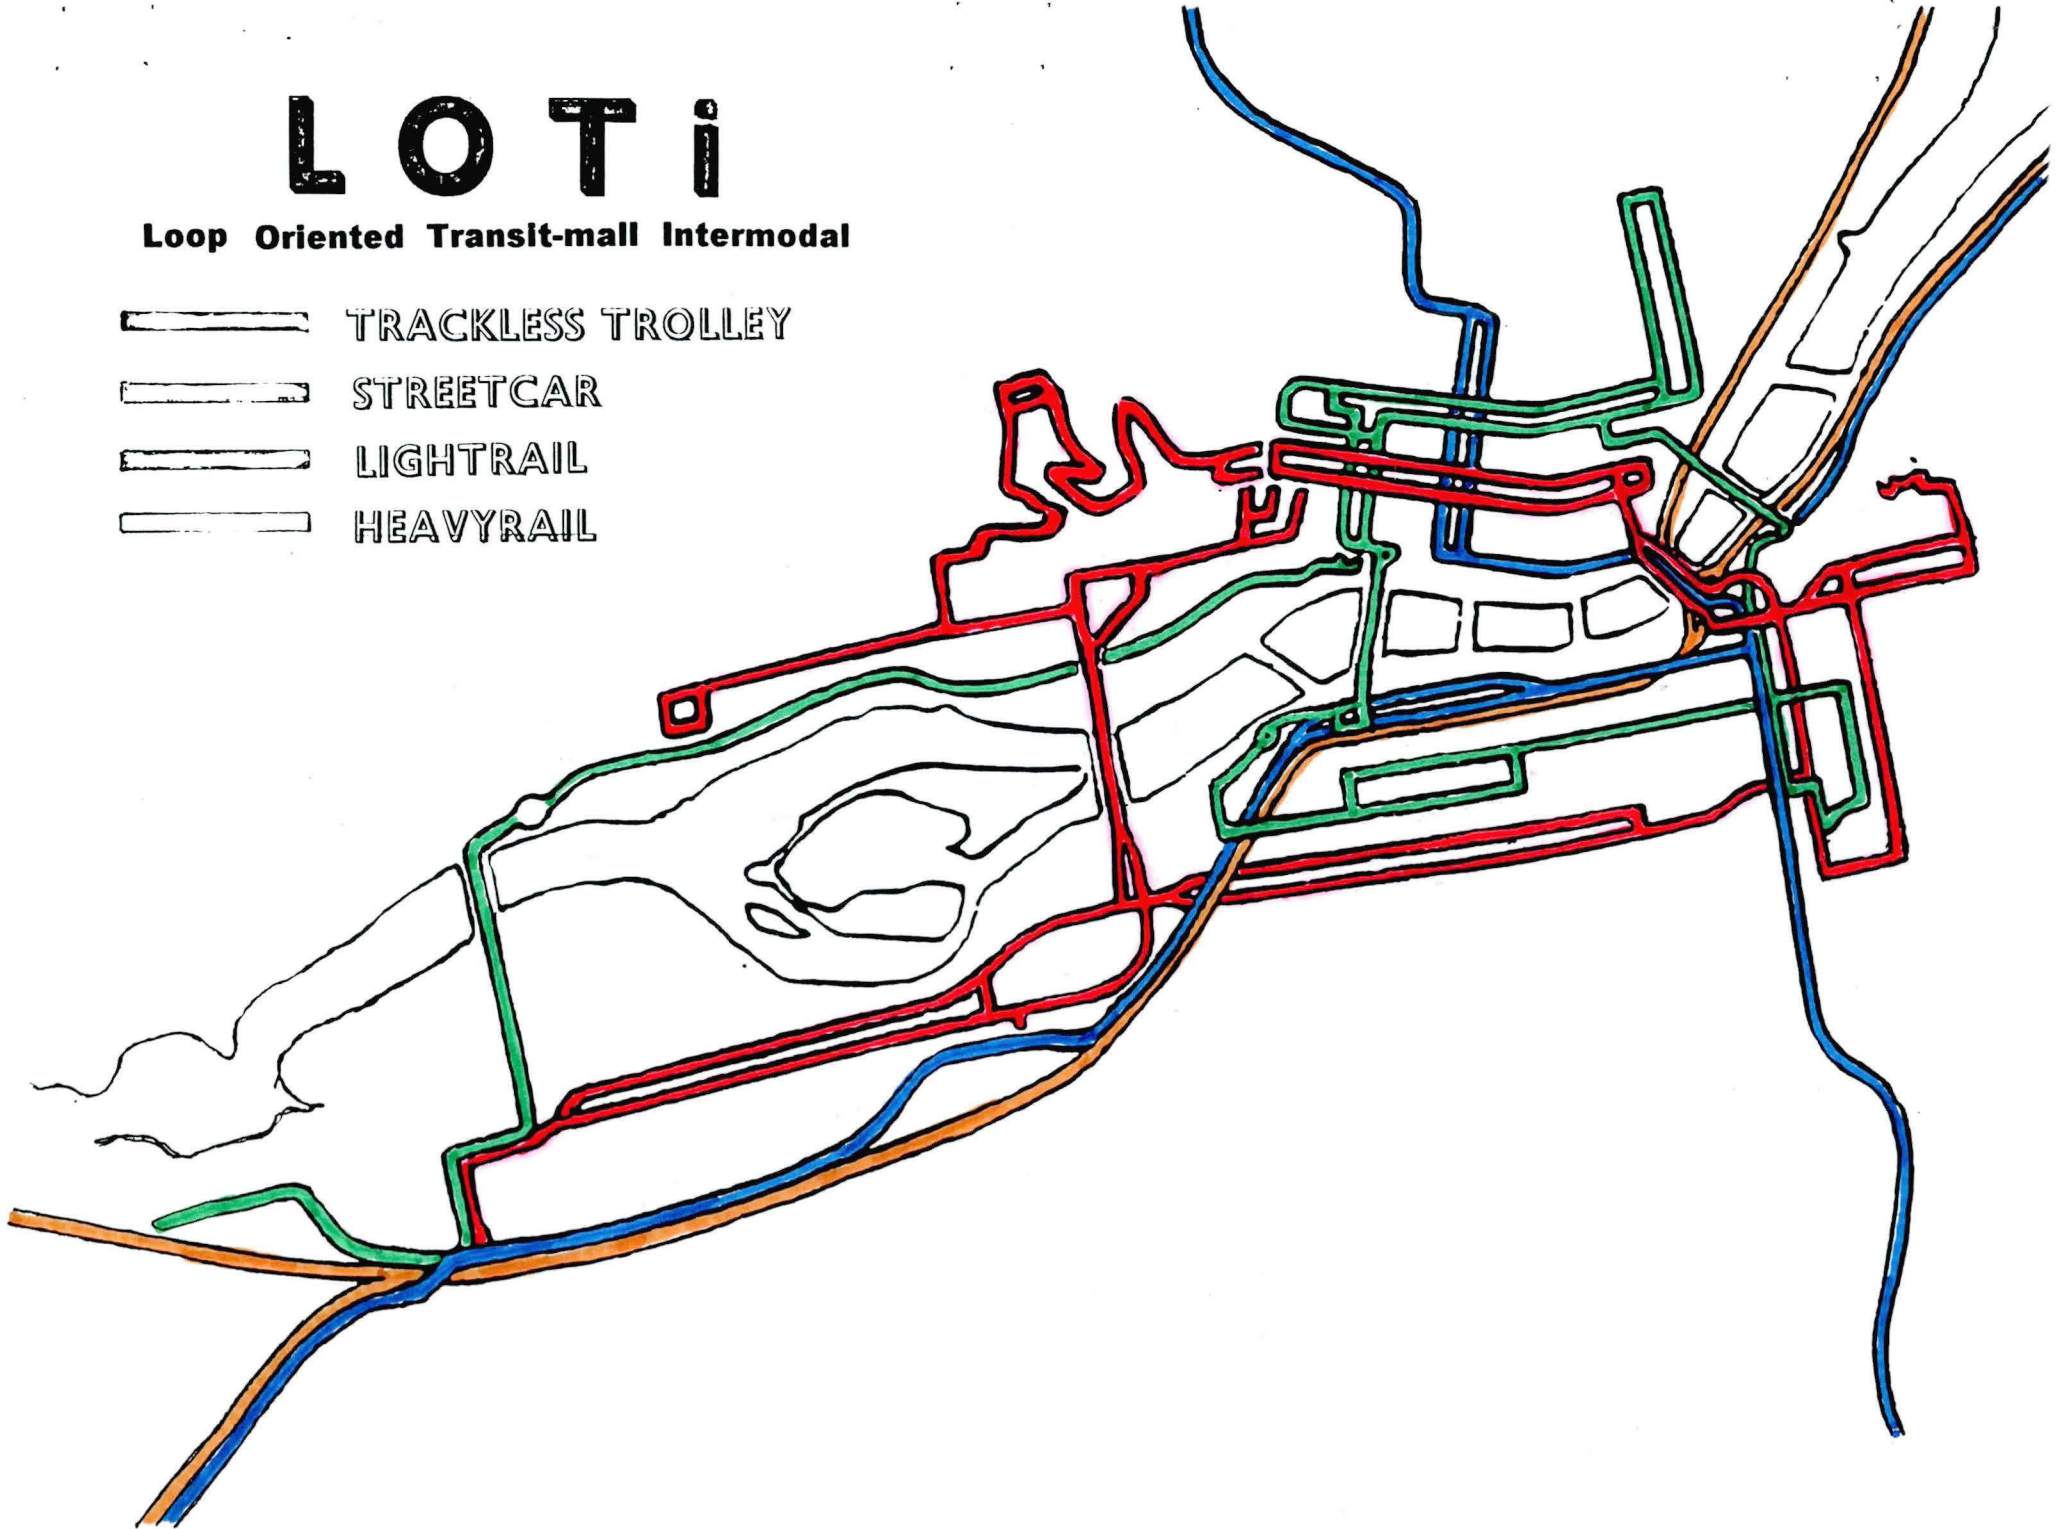 LOTi
Loop Oriented Transit-mall Intermodal
TRACKLESS TROLLEY
STREETCAR
LIGHTRAIL
HEAVYRAIL